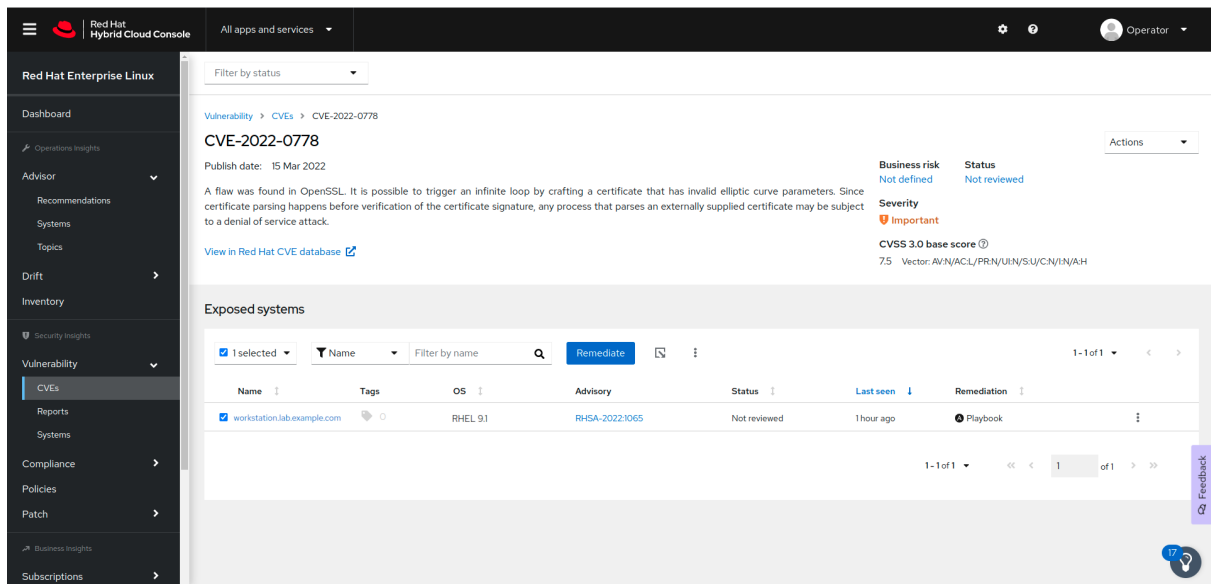 Red Hat
Hybrid Cloud Console
All apps and services
Operator
Red Hat Enterprise Linux
Dashboard
Operations Insights
Advisor
Recommendations
Systems
Topics
Drift
Inventory
Security Insights
Vulnerability
CVEs
Reports
Systems
Compliance
Policies
Patch
Business Insights
Subscriptions
Filter by status
Vulnerability > CVEs > CVE-2022-0778
CVE-2022-0778
Actions
Publish date: 15 Mar 2022
A flaw was found in OpenSSL. It is possible to trigger an infinite loop by crafting a certificate that has invalid elliptic curve parameters. Since
certificate parsing happens before verification of the certificate signature, any process that parses an externally supplied certificate may be subject
to a denial of service attack.
View in Red Hat CVE database
Business risk Status
Not defined Not reviewed
Severity
Important
CVSS 3.0 base score
7.5 Vector: AV:N/AC:L/PR:N/UI:N/S:U/C:N/I:N/A:H
Exposed systems
1 selected Name Filter by name Remediate 1 - 1 of 1
Name Tags OS Advisory Status Last seen Remediation
workstation.lab.example.com 0 RHEL 9.1 RHSA-2022:1065 Not reviewed 1 hour ago Playbook
1 - 1 of 1 1 of 1
Feedback
17